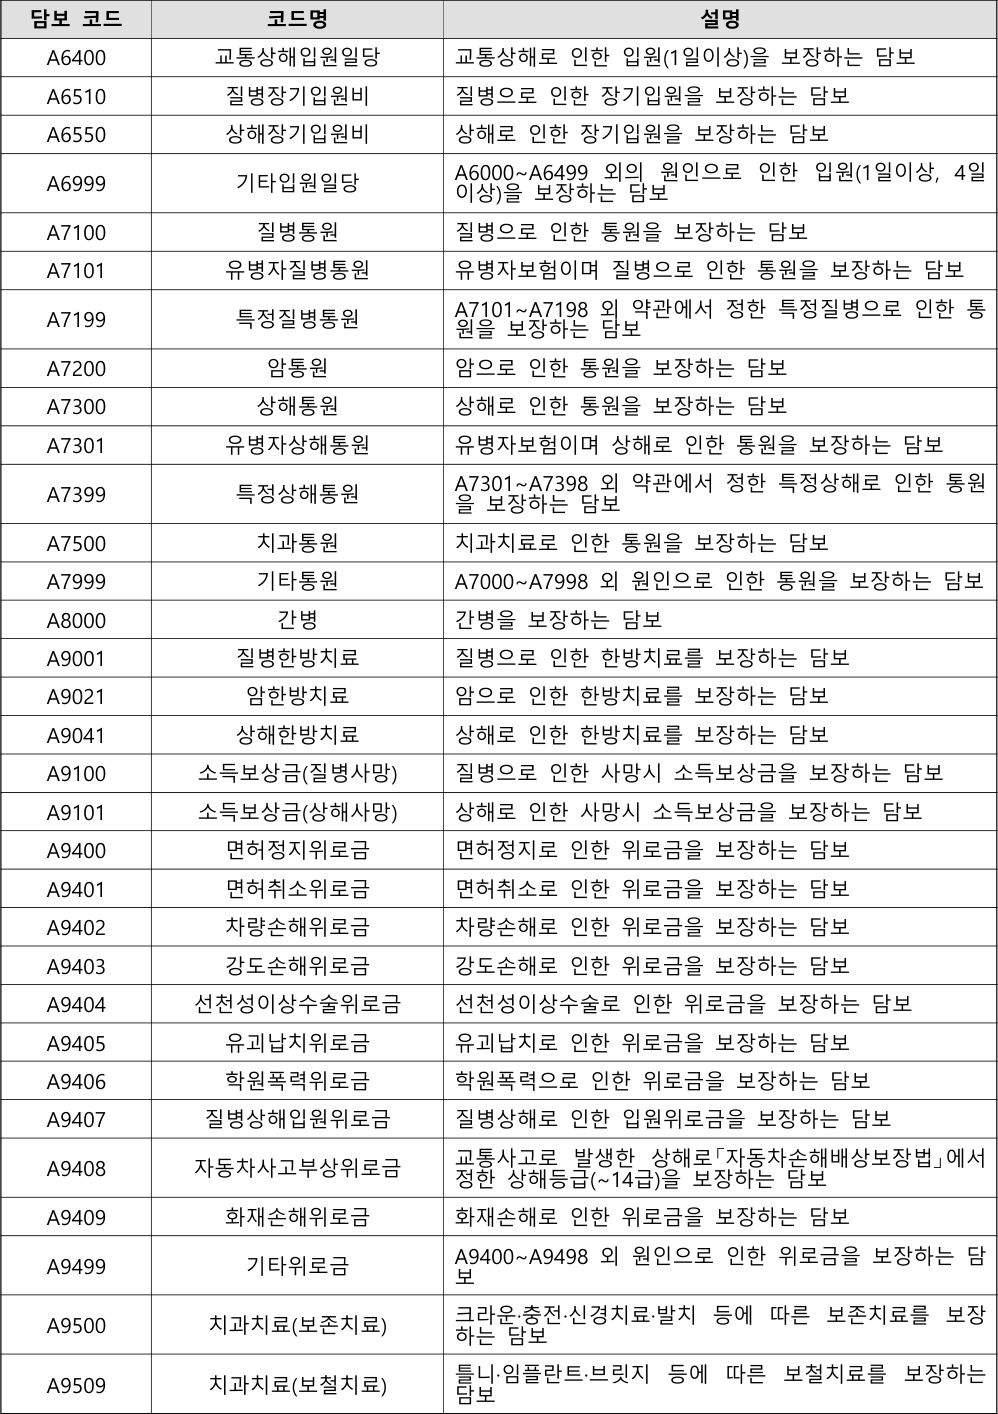 담보 코드 코드명 설명
A6400 교통상해입원일당 교통상해로 인한 입원(1일이상)을 보장하는 담보
A6510 질병장기입원비 질병으로 인한 장기입원을 보장하는 담보
A6550 상해장기입원비 상해로 인한 장기입원을 보장하는 담보
A6999 기타입원일당 A6000~A6499 외의 원인으로 인한 입원(1일이상, 4일
이상)을 보장하는 담보
A7100 질병통원 질병으로 인한 통원을 보장하는 담보
A7101 유병자질병통원 유병자보험이며 질병으로 인한 통원을 보장하는 담보
A7199 특정질병통원 A7101~A7198 외 약관에서 정한 특정질병으로 인한 통
원을 보장하는 담보
A7200 암통원 암으로 인한 통원을 보장하는 담보
A7300 상해통원 상해로 인한 통원을 보장하는 담보
A7301 유병자상해통원 유병자보험이며 상해로 인한 통원을 보장하는 담보
A7399 특정상해통원 A7301~A7398 외 약관에서 정한 특정상해로 인한 통원
을 보장하는 담보
A7500 치과통원 치과치료로 인한 통원을 보장하는 담보
A7999 기타통원 A7000~A7998 외 원인으로 인한 통원을 보장하는 담보
A8000 간병 간병을 보장하는 담보
A9001 질병한방치료 질병으로 인한 한방치료를 보장하는 담보
A9021 암한방치료 암으로 인한 한방치료를 보장하는 담보
A9041 상해한방치료 상해로 인한 한방치료를 보장하는 담보
A9100 소득보상금(질병사망) 질병으로 인한 사망시 소득보상금을 보장하는 담보
A9101 소득보상금(상해사망) 상해로 인한 사망시 소득보상금을 보장하는 담보
A9400 면허정지위로금 면허정지로 인한 위로금을 보장하는 담보
A9401 면허취소위로금 면허취소로 인한 위로금을 보장하는 담보
A9402 차량손해위로금 차량손해로 인한 위로금을 보장하는 담보
A9403 강도손해위로금 강도손해로 인한 위로금을 보장하는 담보
A9404 선천성이상수술위로금 선천성이상수술로 인한 위로금을 보장하는 담보
A9405 유괴납치위로금 유괴납치로 인한 위로금을 보장하는 담보
A9406 학원폭력위로금 학원폭력으로 인한 위로금을 보장하는 담보
A9407 질병상해입원위로금 질병상해로 인한 입원위로금을 보장하는 담보
A9408 자동차사고부상위로금 교통사고로 발생한 상해로「자동차손해배상보장법」에서
정한 상해등급(~14급)을 보장하는 담보
A9409 화재손해위로금 화재손해로 인한 위로금을 보장하는 담보
A9499 기타위로금 A9400~A9498 외 원인으로 인한 위로금을 보장하는 담
보
A9500 치과치료(보존치료) 크라운·충전·신경치료·발치 등에 따른 보존치료를 보장
하는 담보
A9509 치과치료(보철치료) 틀니·임플란트·브릿지 등에 따른 보철치료를 보장하는
담보